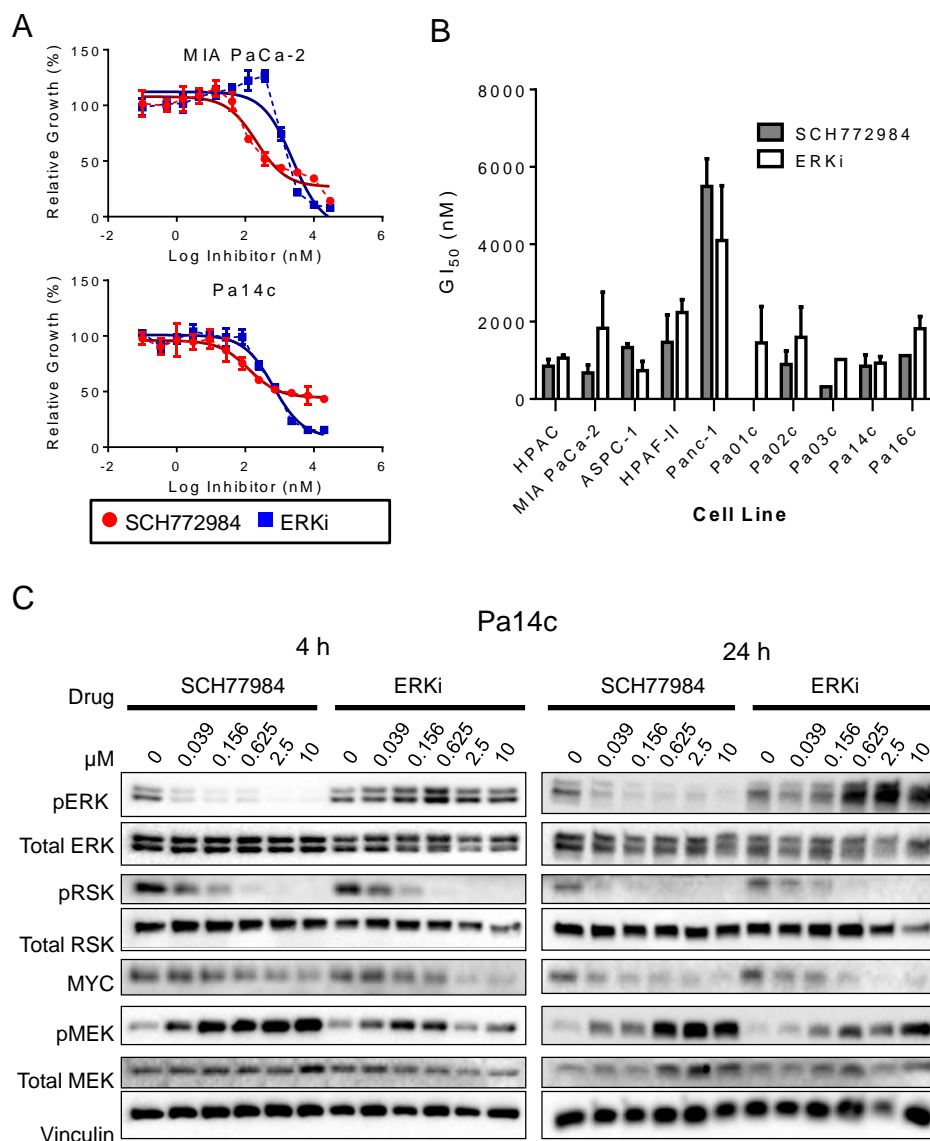 A
MIA PaCa-2
Relative Growth (%)
150
100
50
0
-2 0 2 4 6
Log Inhibitor (nM)
Pa14c
Relative Growth (%)
150
100
50
0
-2 0 2 4 6
Log Inhibitor (nM)
SCH772984 ERKi
B
GI50 (nM)
8000
6000
4000
2000
0
SCH772984
ERKi
HPAC
MIA PaCa-2
ASPC-1
HPAF-II
Panc-1
Pa01c
Pa02c
Pa03c
Pa14c
Pa16c
Cell Line
C
Pa14c
4 h 24 h
Drug SCH77984 ERKi SCH77984 ERKi
µM 0 0.039 0.156 0.625 2.5 10 0 0.039 0.156 0.625 2.5 10 0 0.039 0.156 0.625 2.5 10 0 0.039 0.156 0.625 2.5 10
pERK
Total ERK
pRSK
Total RSK
MYC
pMEK
Total MEK
Vinculin